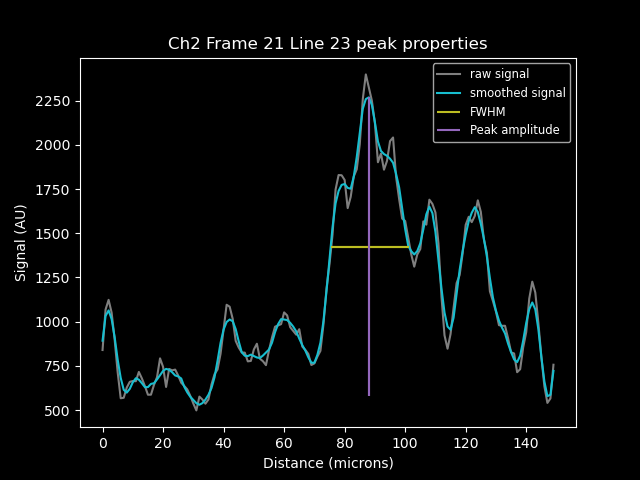 Ch2 Frame 21 Line 23 peak properties
raw signal
smoothed signal
FWHM
Peak amplitude
Signal (AU)
2250
2000
1750
1500
1250
1000
750
500
0 20 40 60 80 100 120 140
Distance (microns)